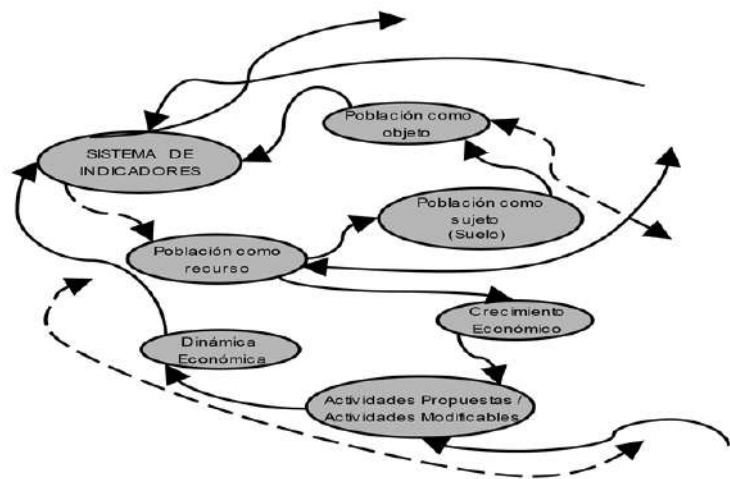 Población como
objeto
SISTEMA DE
INDICADORES
Población como
sujeto
(Suelo)
Población como
recurso
Crecimiento
Económico
Dinámica
Económica
Actividades Propuestas /
Actividades Modificables